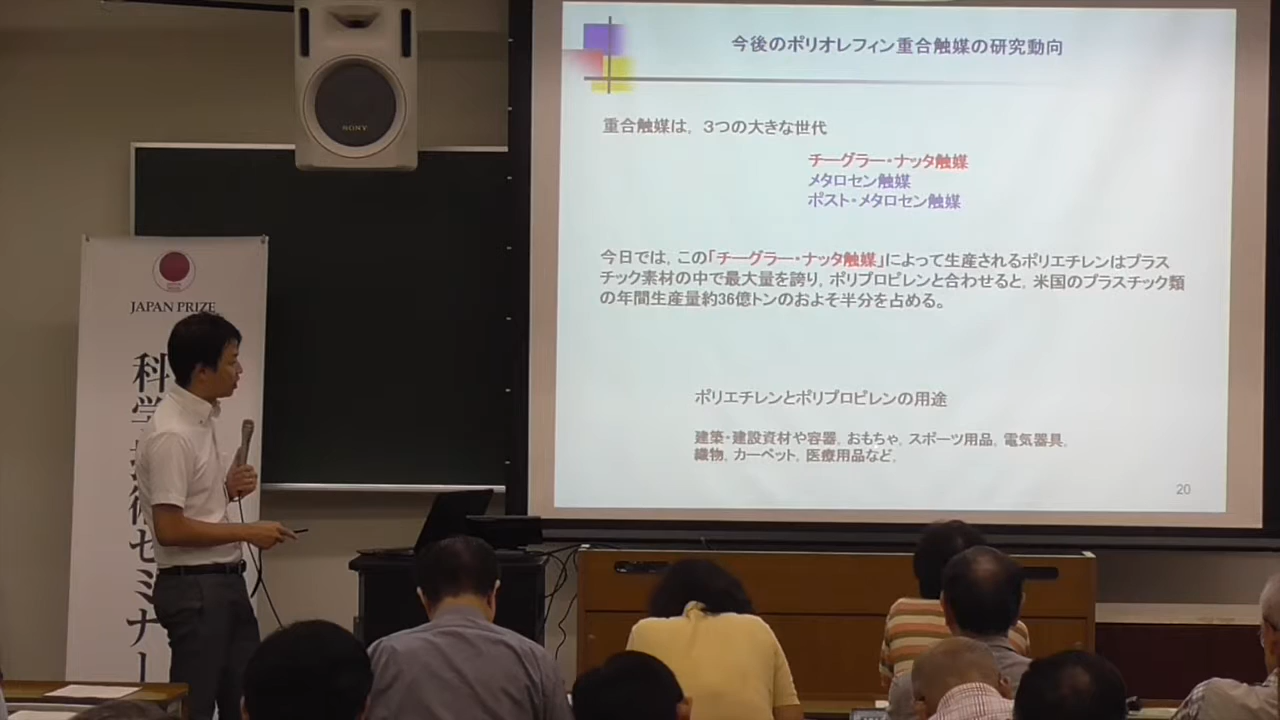 SONY
今後のポリオレフィン重合触媒の研究動向
重合触媒は，３つの大きな世代
チーグラー・ナッタ触媒
メタロセン触媒
ポスト・メタロセン触媒
今日では，この「チーグラー・ナッタ触媒」によって生産されるポリエチレンはプラス
チック素材の中で最大量を誇り，ポリプロピレンと合わせると，米国のプラスチック類
の年間生産量約36億トンのおよそ半分を占める。
ポリエチレンとポリプロピレンの用途
建築・建設資材や容器，おもちゃ，スポーツ用品，電気器具，
織物，カーペット，医療用品など，
20
JAPAN PRIZE
科学技術セミナー